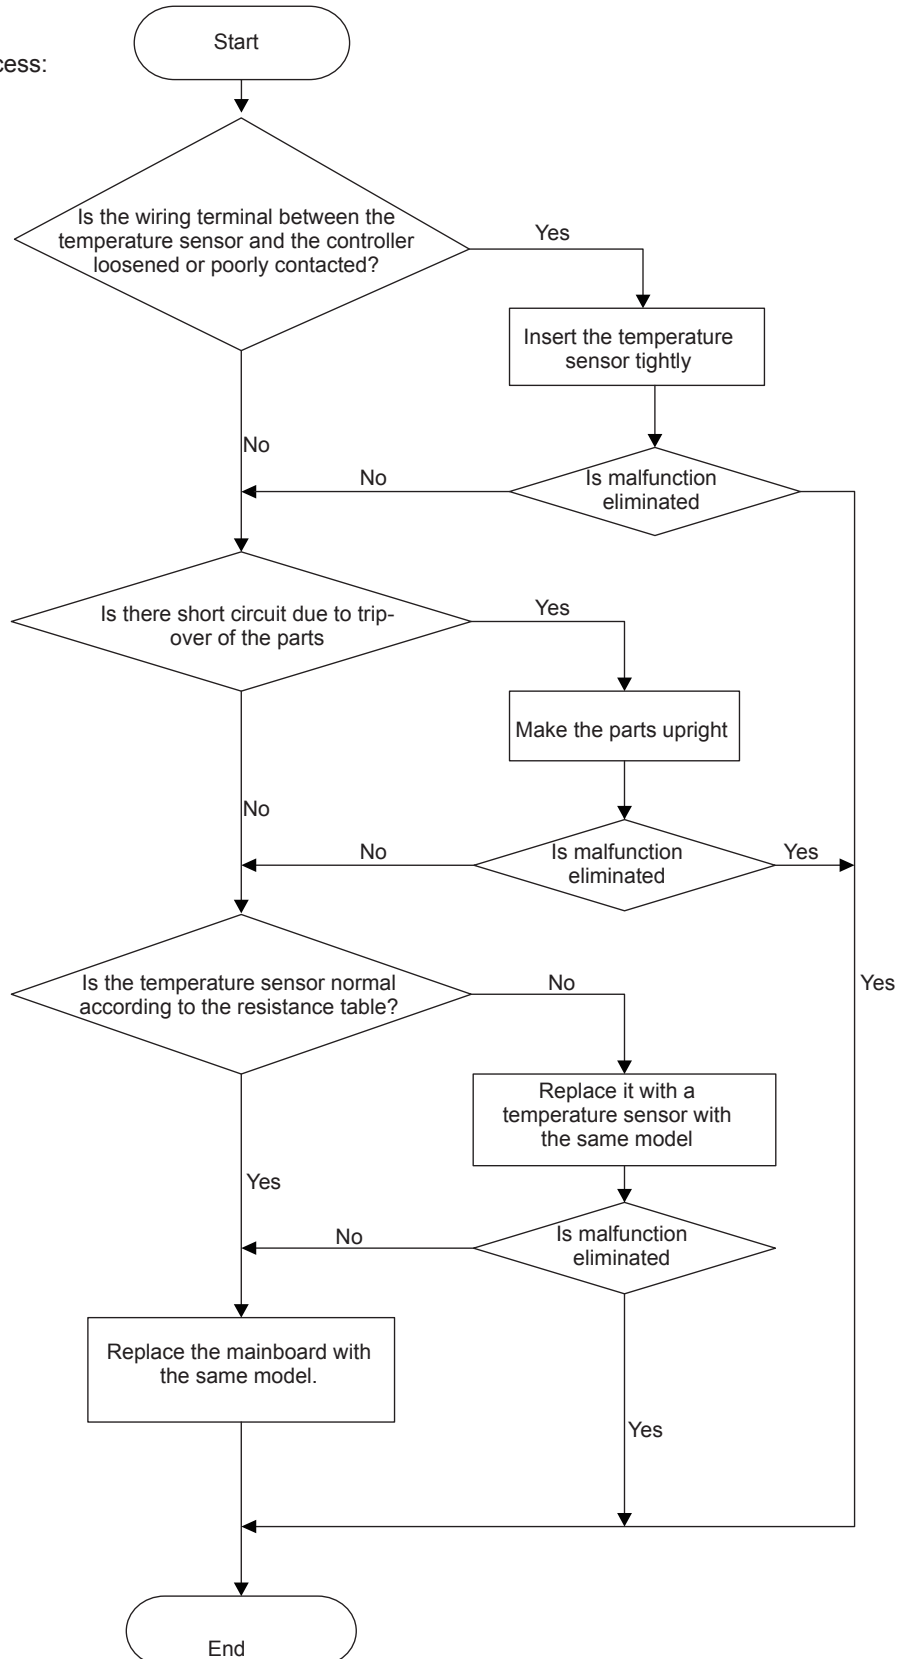 Start
cess:
Is the wiring terminal between the
temperature sensor and the controller
loosened or poorly contacted?
Yes
Insert the temperature
sensor tightly
No
No
Is malfunction
eliminated
Is there short circuit due to trip-
over of the parts
Yes
Make the parts upright
No
No
Is malfunction
eliminated
Yes
Is the temperature sensor normal
according to the resistance table?
No
Yes
Replace it with a
temperature sensor with
the same model
Yes
No
Is malfunction
eliminated
Replace the mainboard with
the same model.
Yes
End